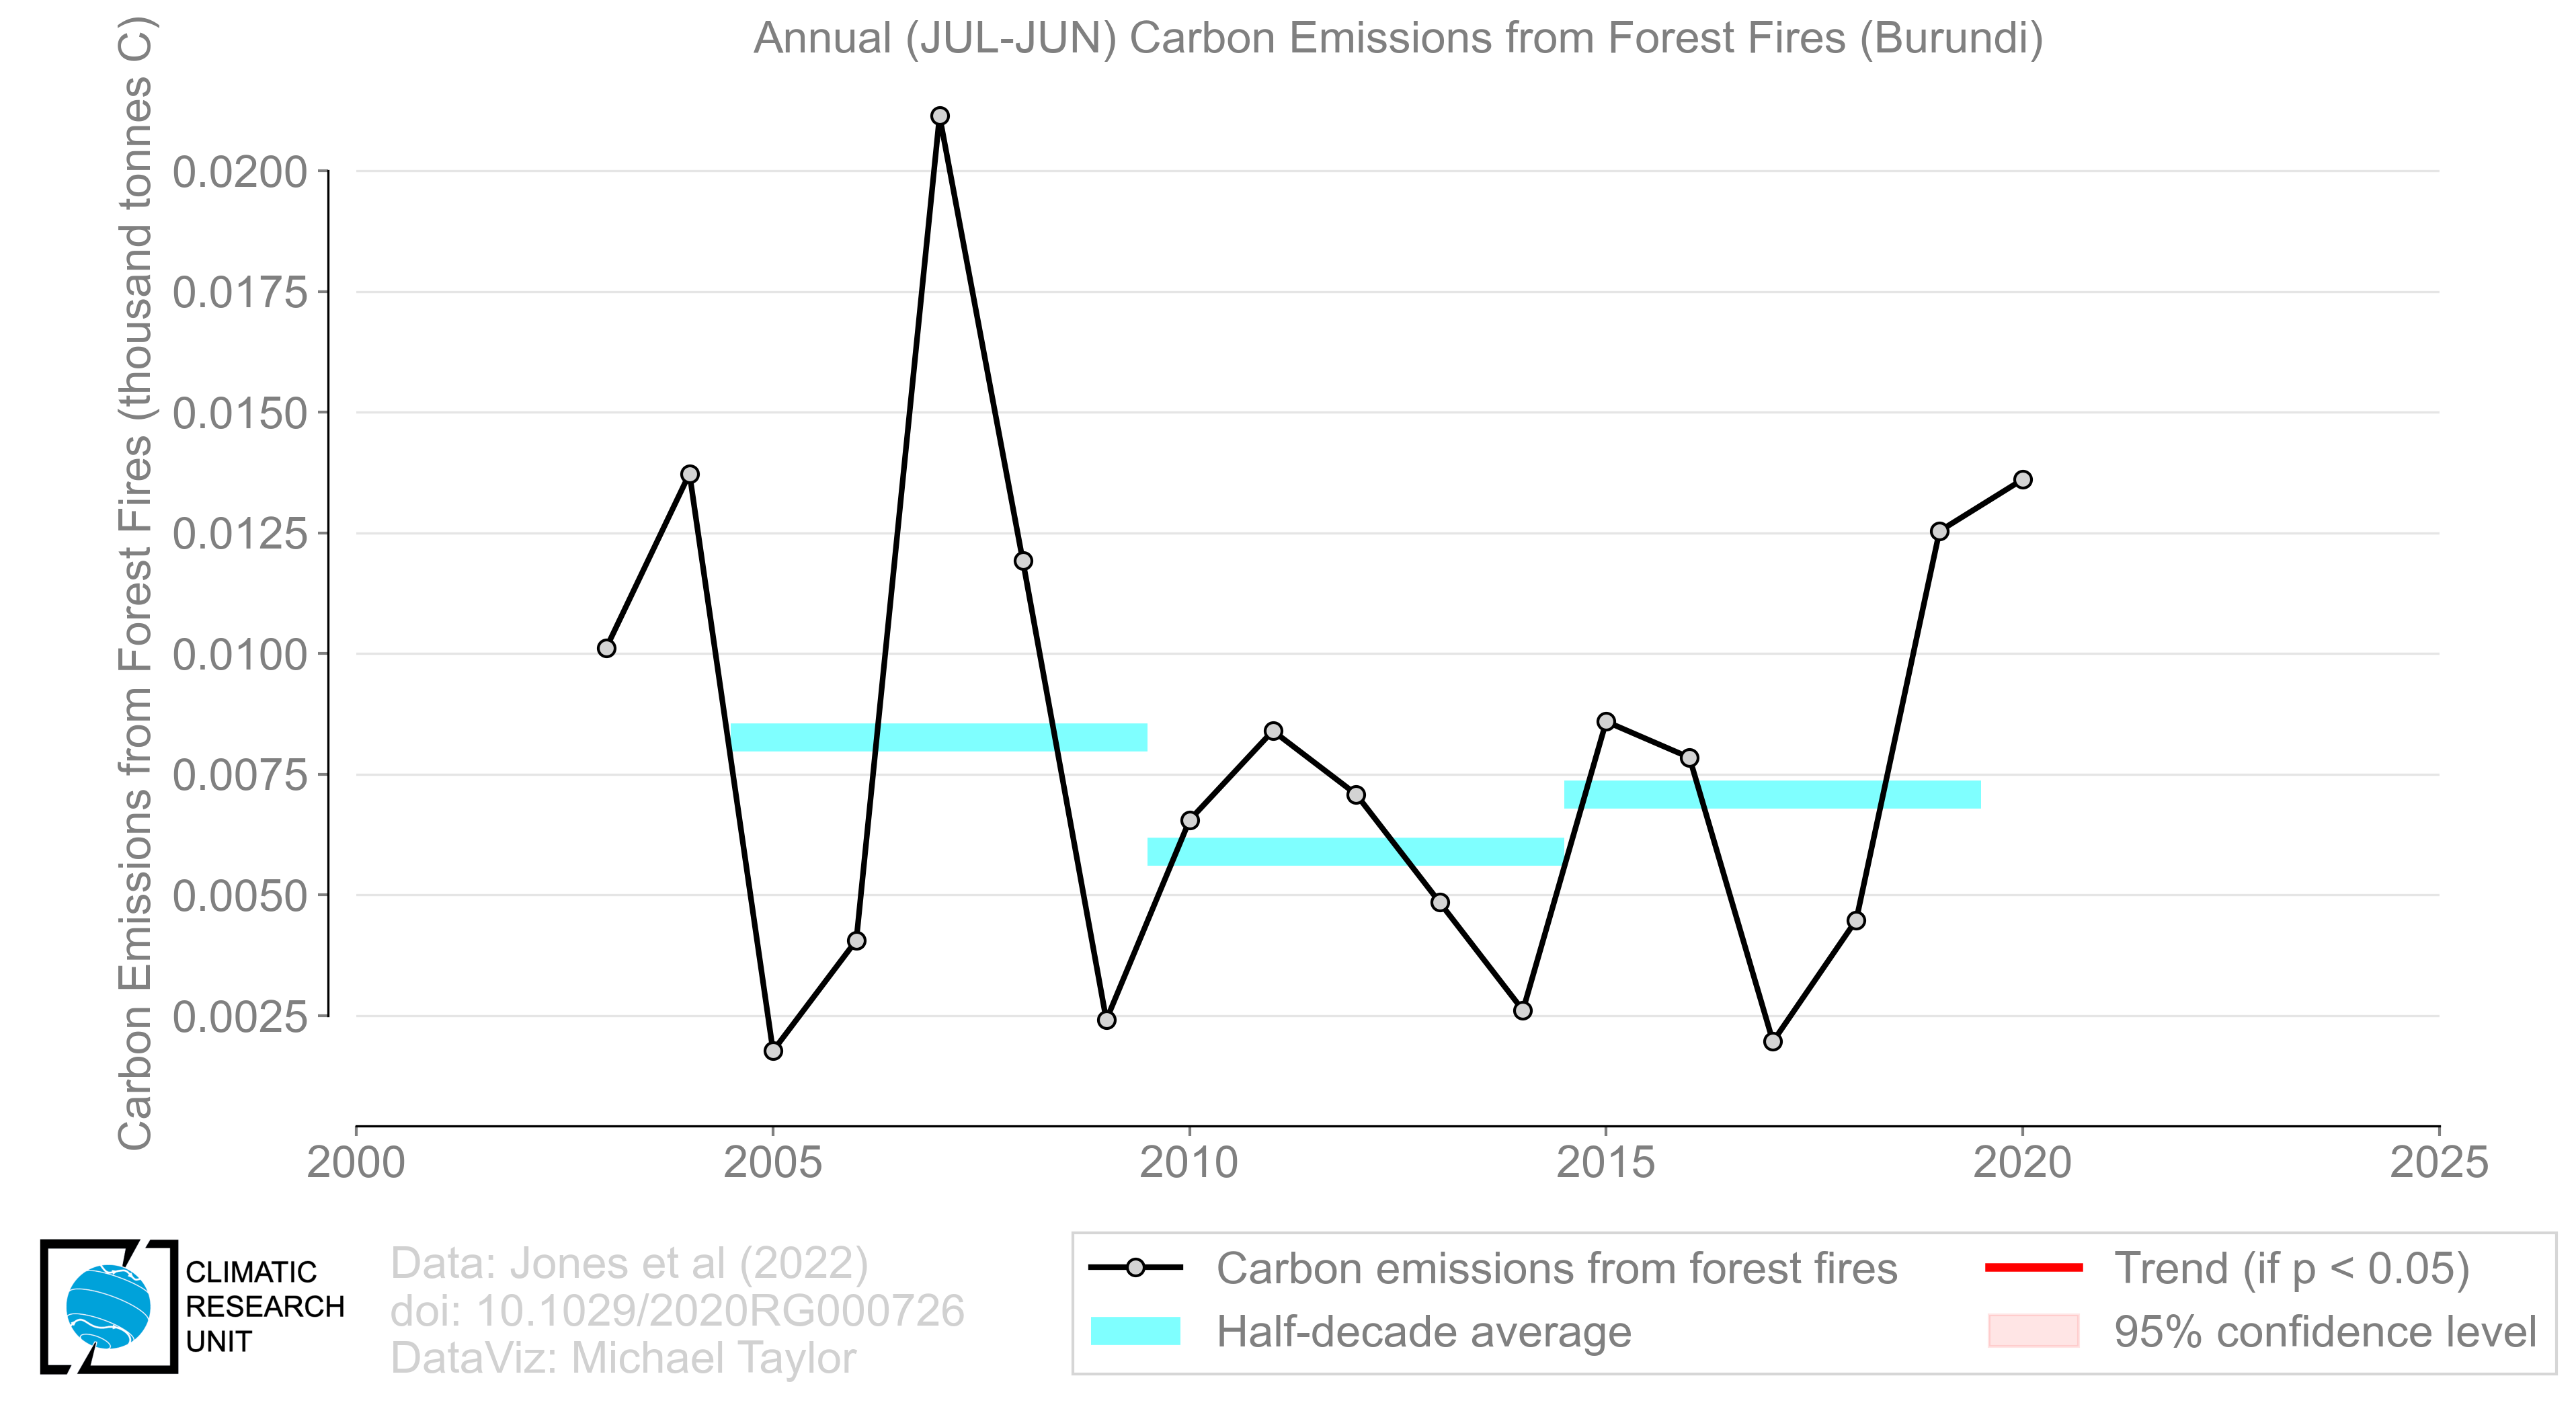 Annual (JUL-JUN) Carbon Emissions from Forest Fires (Burundi)
Carbon Emissions from Forest Fires (thousand tonnes C)
0.0200
0.0175
0.0150
0.0125
0.0100
0.0075
0.0050
0.0025
2000 2005 2010 2015 2020 2025
CLIMATIC
RESEARCH
UNIT
Data: Jones et al (2022)
doi: 10.1029/2020RG000726
DataViz: Michael Taylor
Carbon emissions from forest fires
Half-decade average
Trend (if p < 0.05)
95% confidence level